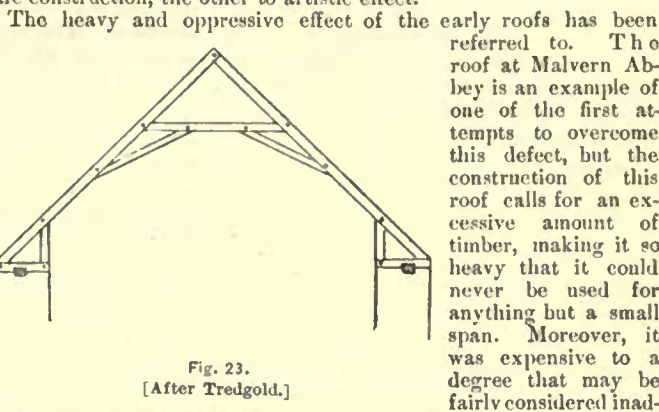 the construction, the other to artistic effect.
The heavy and oppressive effect of the early roofs has been
referred to. The
roof at Malvern Ab-
bey is an example of
one of the first at-
tempts to overcome
this defect, but the
construction of this
roof calls for an ex-
cessive amount of
timber, making it so
heavy that it could
never be used for
anything but a small
span. Moreover, it
was expensive to a
degree that may be
fairly considered inad-
Fig. 23.
[After Tredgold.]